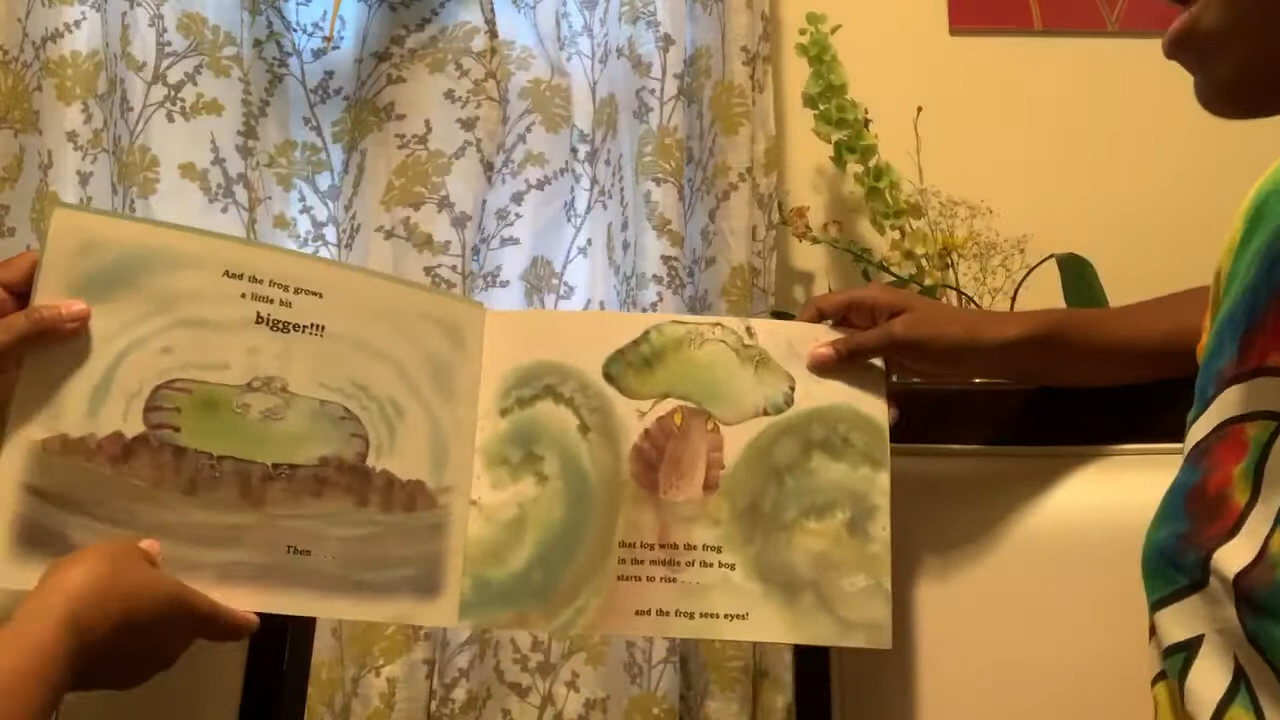 And the frog grows
a little bit
bigger!!!
Then . . .
that log with the frog
in the middle of the bog
starts to rise . . .
and the frog sees eyes!